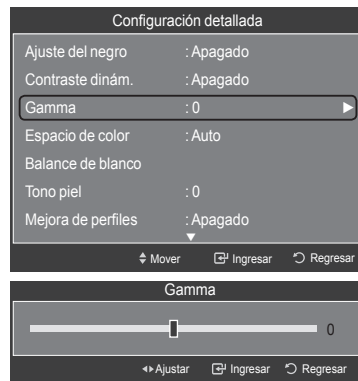 Configuración detallada
Ajuste del negro : Apagado
Contraste dinám. : Apagado
Gamma : 0
Espacio de color : Auto
Balance de blanco
Tono piel : 0
Mejora de perfiles : Apagado
Mover Ingresar Regresar
Gamma
0
Ajustar Ingresar Regresar